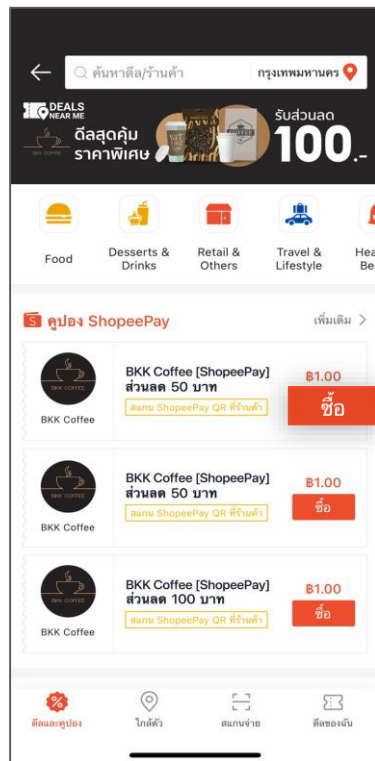 ค้นหาดีล/ร้านค้า กรุงเทพมหานคร
DEALS
NEAR ME
ดีลสุดคุ้ม
ราคาพิเศษ
BKK COFFEE
COFFEE
รับส่วนลด
100.-
Food
Desserts &
Drinks
Retail &
Others
Travel &
Lifestyle
Hea
Be
S คูปอง ShopeePay เพิ่มเติม >
BKK COFFEE
BKK Coffee
BKK Coffee [ShopeePay]
ส่วนลด 50 บาท
สแกน ShopeePay QR ที่ร้านค้า
฿1.00
ซื้อ
BKK COFFEE
BKK Coffee
BKK Coffee [ShopeePay]
ส่วนลด 50 บาท
สแกน ShopeePay QR ที่ร้านค้า
฿1.00
ซื้อ
BKK COFFEE
BKK Coffee
BKK Coffee [ShopeePay]
ส่วนลด 100 บาท
สแกน ShopeePay QR ที่ร้านค้า
฿1.00
ซื้อ
ดีลและคูปอง
ใกล้ตัว
สแกนจ่าย
ดีลของฉัน